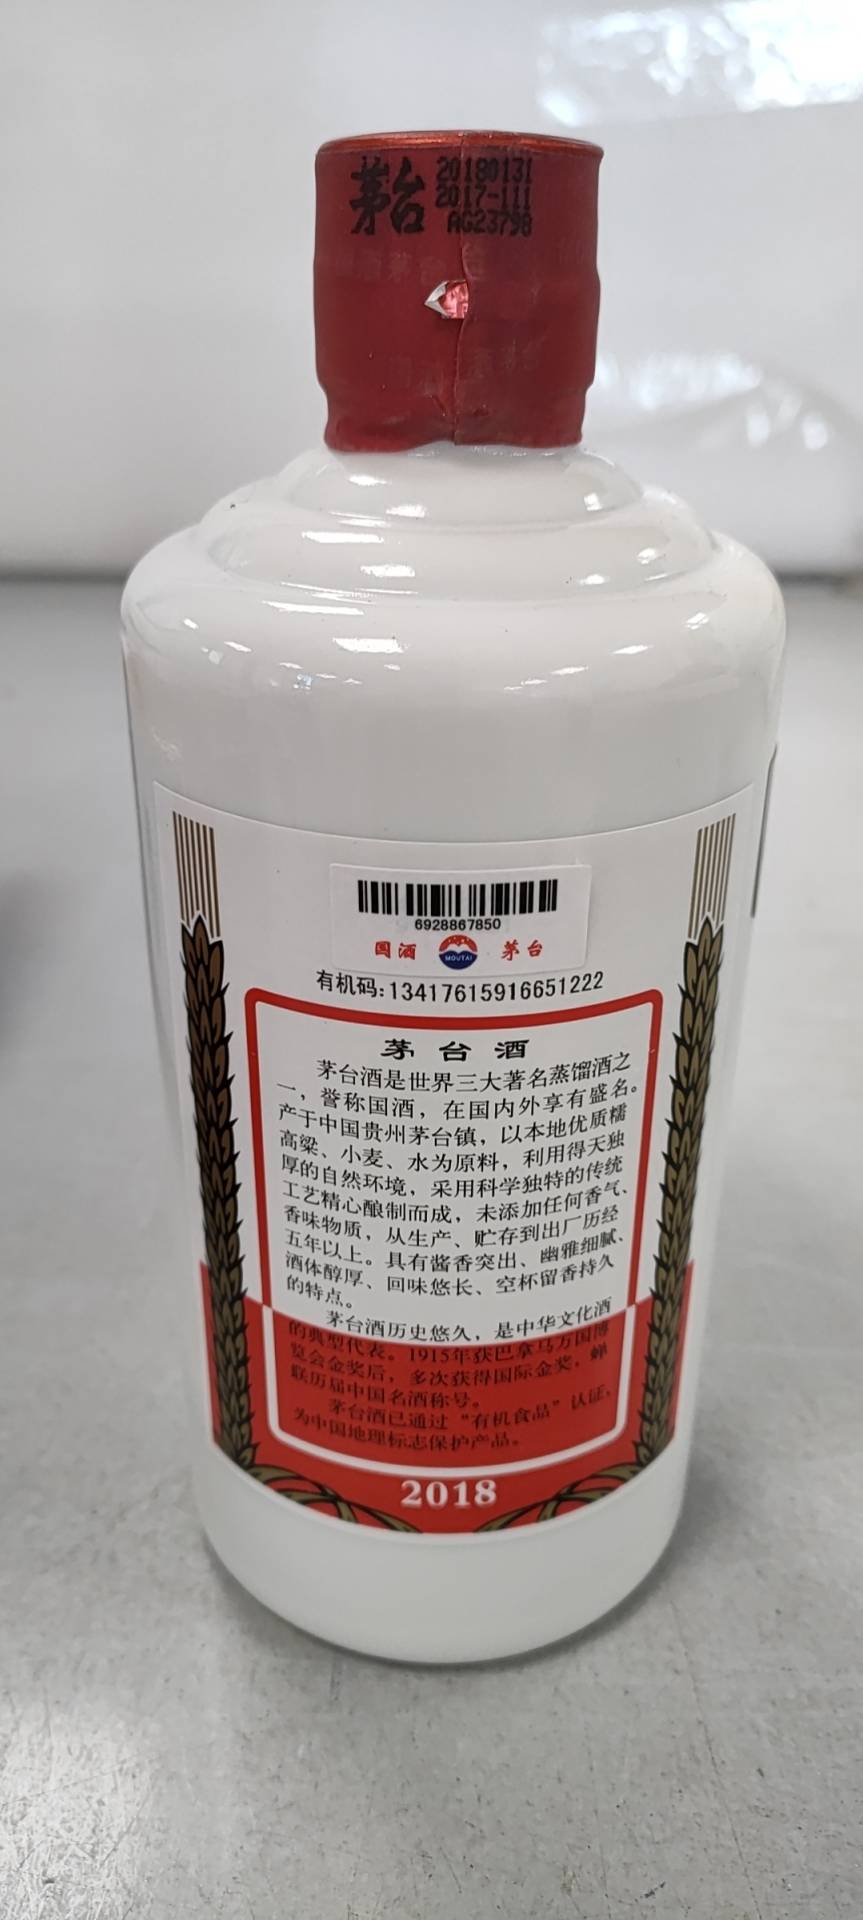 茅台 20180131
2017-111
AG23798
6928867850
国酒 MOUTAI 茅台
有机码:13417615916651222
茅台酒
茅台酒是世界三大著名蒸馏酒之
一，誉称国酒，在国内外享有盛名。
产于中国贵州茅台镇，以本地优质糯
高粱、小麦、水为原料，利用得天独
厚的自然环境，采用科学独特的传统
工艺精心酿制而成，未添加任何香气、
香味物质，从生产、贮存到出厂历经
五年以上。具有酱香突出、幽雅细腻、
酒体醇厚、回味悠长、空杯留香持久
的特点。
茅台酒历史悠久，是中华文化酒
的典型代表。1915年获巴拿马万国博
览会金奖后，多次获得国际金奖，蝉
联历届中国名酒称号。
茅台酒已通过“有机食品”认证，
为中国地理标志保护产品。
2018